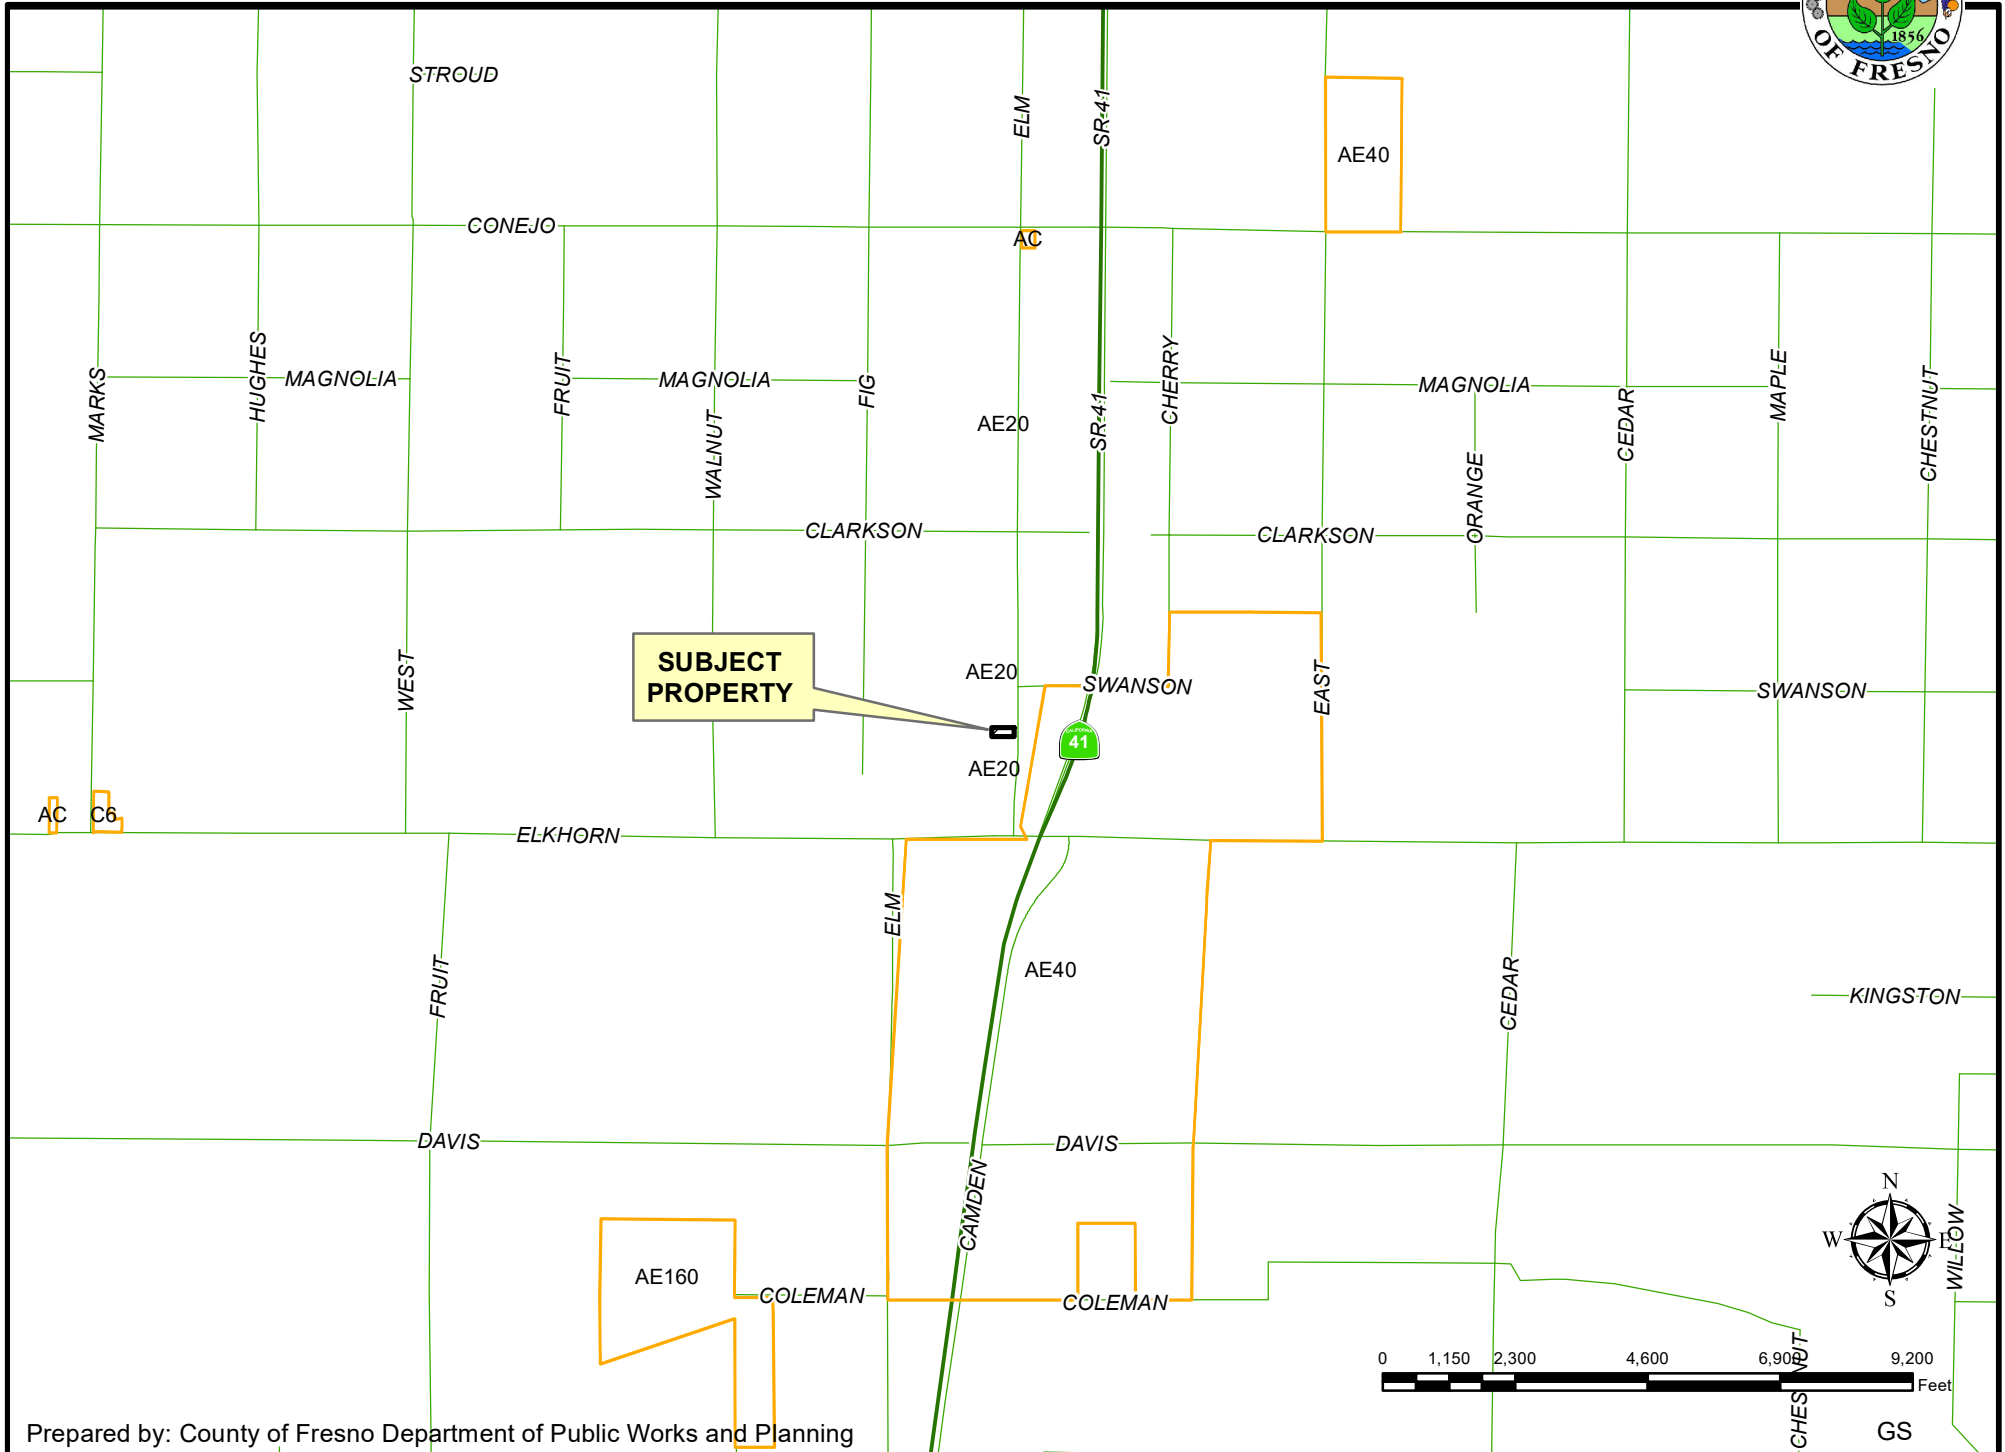 1856
OF FRESNO
STROUD
ELM
SR-41
AE40
CONEJO
AC
MARKS
HUGHES
MAGNOLIA
FRUIT
MAGNOLIA
WALNUT
FIG
AE20
SR-41
CHERRY
MAGNOLIA
ORANGE
CEDAR
MAPLE
CHESTNUT
CLARKSON
CLARKSON
WEST
SUBJECT
PROPERTY
AE20
SWANSON
EAST
SWANSON
CALIFORNIA
41
AE20
AC
C6
ELKHORN
ELM
FRUIT
AE40
CEDAR
KINGSTON
DAVIS
DAVIS
CAMDEN
N
W
E
S
WILLOW
AE160
COLEMAN
COLEMAN
CHESTNUT
0 1,150 2,300 4,600 6,900 9,200
Feet
Prepared by: County of Fresno Department of Public Works and Planning
GS